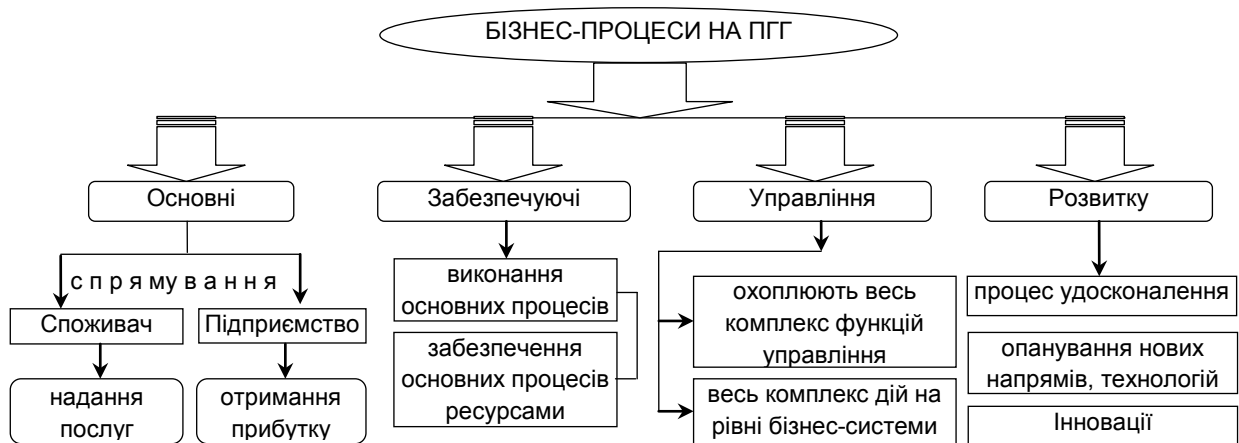 БІЗНЕС-ПРОЦЕСИ НА ПГГ
Основні
Забезпечуючі
Управління
Розвитку
с п р я му в а н н я
Споживач
Підприємство
надання
послуг
отримання
прибутку
виконання
основних процесів
забезпечення
основних процесів
ресурсами
охоплюють весь
комплекс функцій
управління
весь комплекс дій на
рівні бізнес-системи
процес удосконалення
опанування нових
напрямів, технологій
Інновації